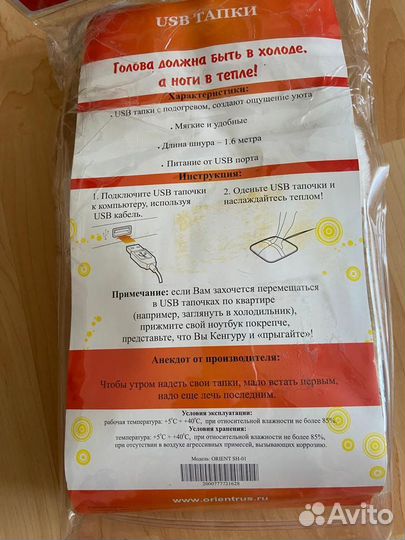 USB ТАПКИ
Голова должна быть в холоде,
а ноги в тепле!
Характеристики:
. USB тапки с подогревом, создают ощущение уюта
. Мягкие и удобные
. Длина шнура – 1.6 метра
. Питание от USB порта
Инструкция:
1. Подключите USB тапочки
к компьютеру, используя
USB кабель.
2. Оденьте USB тапочки и
наслаждайтесь теплом!
Примечание: если Вам захочется перемещаться
в USB тапочках по квартире
(например, заглянуть в холодильник),
прижмите свой ноутбук покрепче,
представьте, что Вы Кенгуру и «прыгайте»!
Анекдот от производителя:
Чтобы утром надеть свои тапки, мало встать первым,
надо еще лечь последним.
Условия эксплуатации:
рабочая температура: +5°C ÷ +40°C, при относительной влажности не более 85%.
Условия хранения:
температура: +5°C ÷ +40°C, при относительной влажности не более 85%,
при отсутствии в воздухе агрессивных примесей, вызывающих коррозию.
Модель: ORIENT SH-01
2000777721628
www.orientrus.ru
Avito